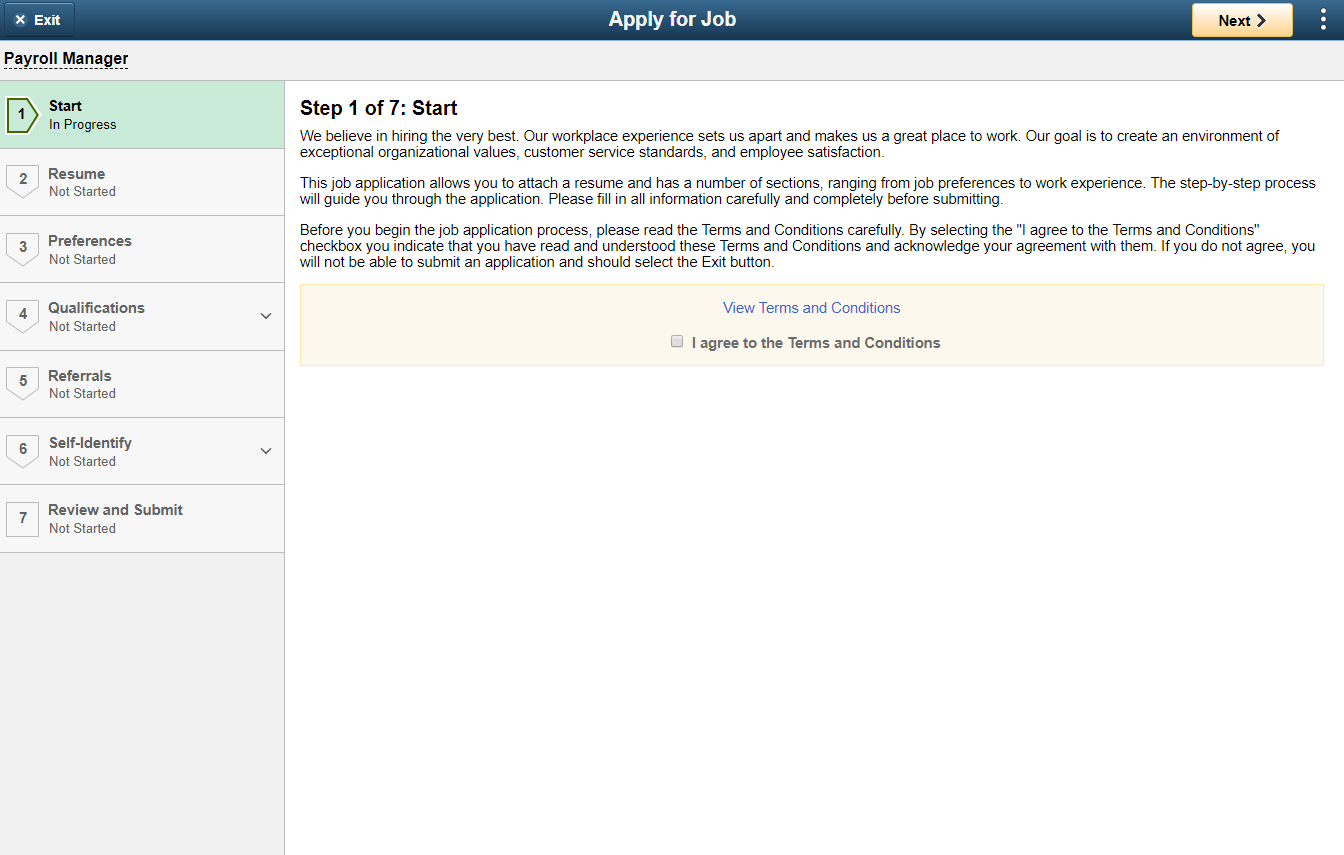 Exit
Apply for Job
Next
Payroll Manager
1
Start
In Progress
2
Resume
Not Started
3
Preferences
Not Started
4
Qualifications
Not Started
5
Referrals
Not Started
6
Self-Identify
Not Started
7
Review and Submit
Not Started
Step 1 of 7: Start
We believe in hiring the very best. Our workplace experience sets us apart and makes us a great place to work. Our goal is to create an environment of
exceptional organizational values, customer service standards, and employee satisfaction.
This job application allows you to attach a resume and has a number of sections, ranging from job preferences to work experience. The step-by-step process
will guide you through the application. Please fill in all information carefully and completely before submitting.
Before you begin the job application process, please read the Terms and Conditions carefully. By selecting the "I agree to the Terms and Conditions"
checkbox you indicate that you have read and understood these Terms and Conditions and acknowledge your agreement with them. If you do not agree, you
will not be able to submit an application and should select the Exit button.
View Terms and Conditions
I agree to the Terms and Conditions